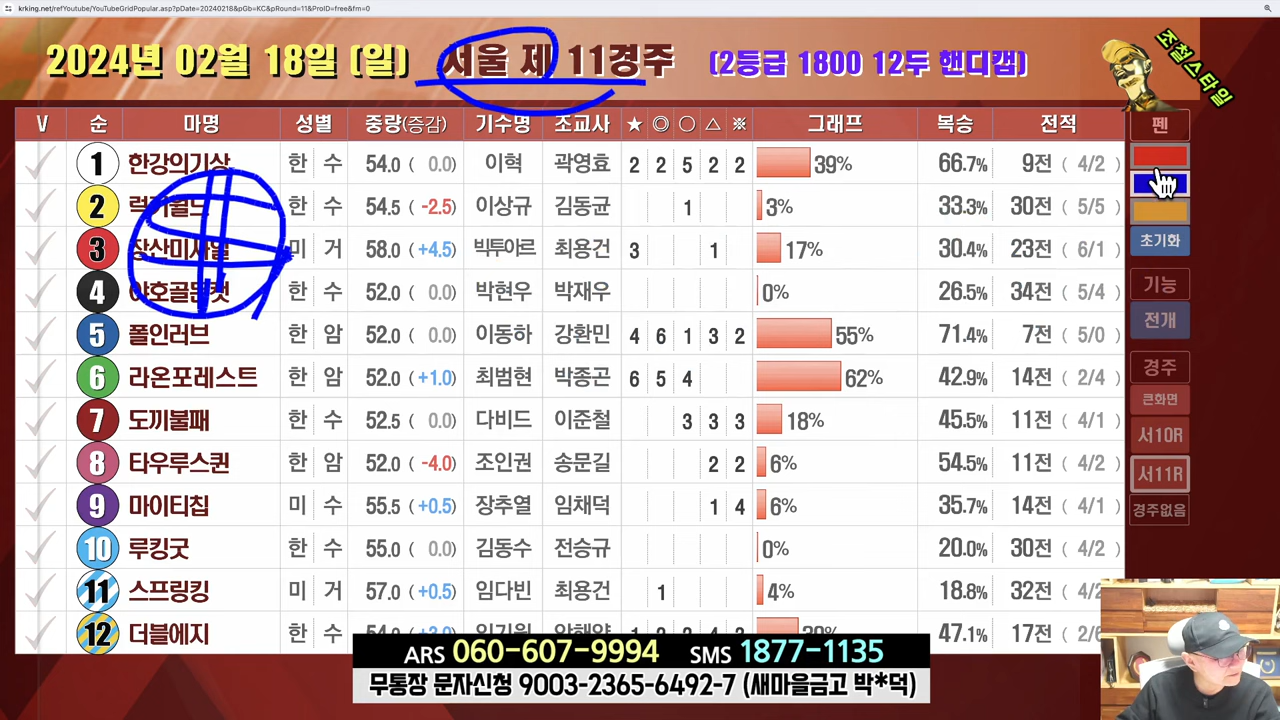 krking.net/refYoutube/YouTubeGridPopular.asp?pDate=20240218&pGb=KC&pRound=11&ProID=free&fm=0
2024년 02월 18일 (일) 서울 제 11경주 (2등급 1800 12두 핸디캡)
조철스타일
V 순 마명 성별 중량(증감) 기수명 조교사 ★ ◎ ○ △ ※ 그래프 복승 전적
1 한강의기상 한 수 54.0 ( 0.0) 이혁 곽영효 2 2 5 2 2 39% 66.7% 9전 ( 4/2 )
2 럭키월드 한 수 54.5 ( -2.5) 이상규 김동균 1 3% 33.3% 30전 ( 5/5 )
3 장산미사일 미 거 58.0 ( +4.5) 빅투아르 최용건 3 1 17% 30.4% 23전 ( 6/1 )
4 야호골든컷 한 수 52.0 ( 0.0) 박현우 박재우 0% 26.5% 34전 ( 5/4 )
5 폴인러브 한 암 52.0 ( 0.0) 이동하 강환민 4 6 1 3 2 55% 71.4% 7전 ( 5/0 )
6 라온포레스트 한 암 52.0 ( +1.0) 최범현 박종곤 6 5 4 62% 42.9% 14전 ( 2/4 )
7 도끼불패 한 수 52.5 ( 0.0) 다비드 이준철 3 3 3 18% 45.5% 11전 ( 4/1 )
8 타우루스퀸 한 암 52.0 ( -4.0) 조인권 송문길 2 2 6% 54.5% 11전 ( 4/2 )
9 마이티칩 미 수 55.5 ( +0.5) 장추열 임채덕 1 4 6% 35.7% 14전 ( 4/1 )
10 루킹굿 한 수 55.0 ( 0.0) 김동수 전승규 0% 20.0% 30전 ( 4/2 )
11 스프링킹 미 거 57.0 ( +0.5) 임다빈 최용건 1 4% 18.8% 32전 ( 4/2
12 더블에지 한 수 47.1% 17전
펜
초기화
기능
전개
경주
큰화면
서10R
서11R
경주없음
ARS 060-607-9994 SMS 1877-1135
무통장 문자신청 9003-2365-6492-7 (새마을금고 박*덕)